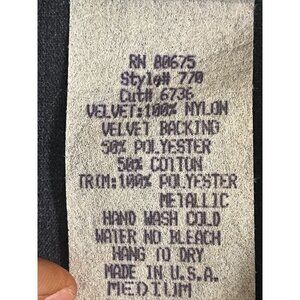 RN 80675
Style# 770
Cut# 6736
VELVET:100% NYLON
VELVET BACKING
50% POLYESTER
50% COTTON
TRIM:100% POLYESTER
METALLIC
HAND WASH COLD
WATER NO BLEACH
HANG TO DRY
MADE IN U.S.A.
MEDIUM